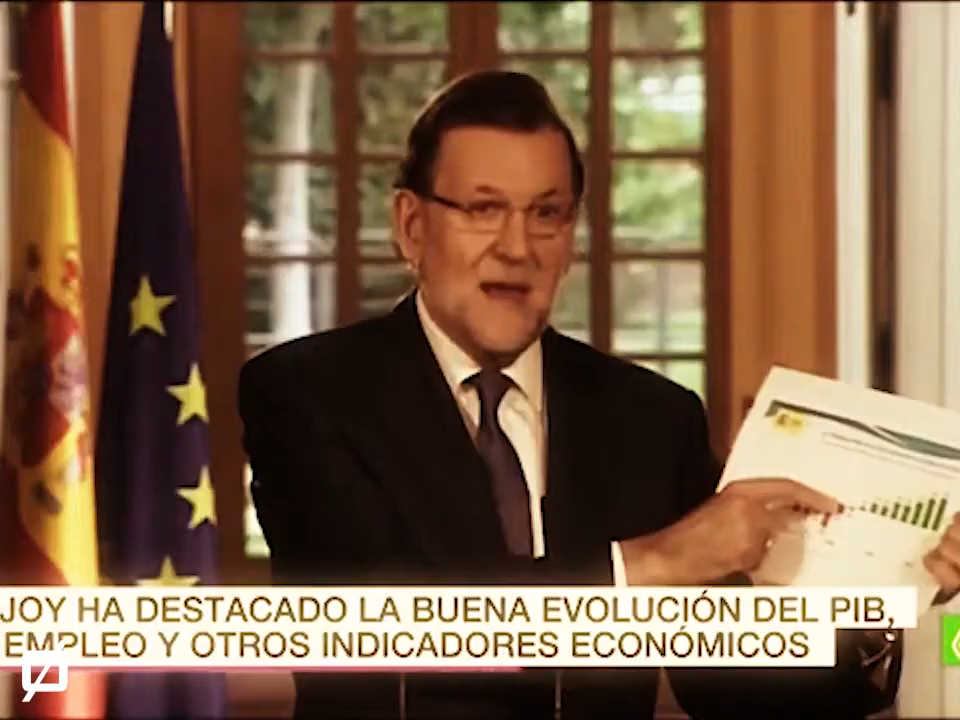 JOY HA DESTACADO LA BUENA EVOLUCIÓN DEL PIB,
EMPLEO Y OTROS INDICADORES ECONÓMICOS